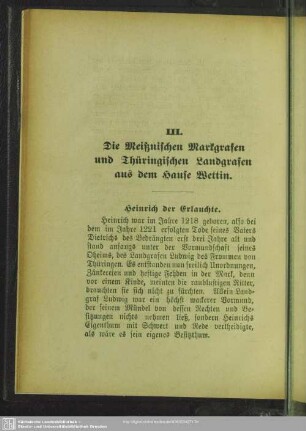 III.
Die Meißnischen Markgrafen
und Thüringischen Landgrafen
aus dem Hause Wettin.
Heinrich der Erlauchte.
Heinrich war im Jahre 1218 geboren, also bei
dem im Jahre 1221 erfolgten Tode seines Vaters
Dietrichs des Bedrängten erst drei Jahre alt und
stand anfangs unter der Vormundschaft seines
Oheims, des Landgrafen Ludwig des Frommen von
Thüringen. Es entstanden nun freilich Unordnungen,
Zänkereien und heftige Fehden in der Mark, denn
vor einem Kinde, meinten die raublustigen Ritter,
brauchten sie sich nicht zu fürchten. Allein Land-
graf Ludwig war ein höchst wackerer Vormund,
der seinem Mündel von dessen Rechten und Be-
sitzungen nichts nehmen ließ, sondern Heinrichs
Eigenthum mit Schwert und Rede vertheidigte,
als wäre es sein eigenes Besitzthum.